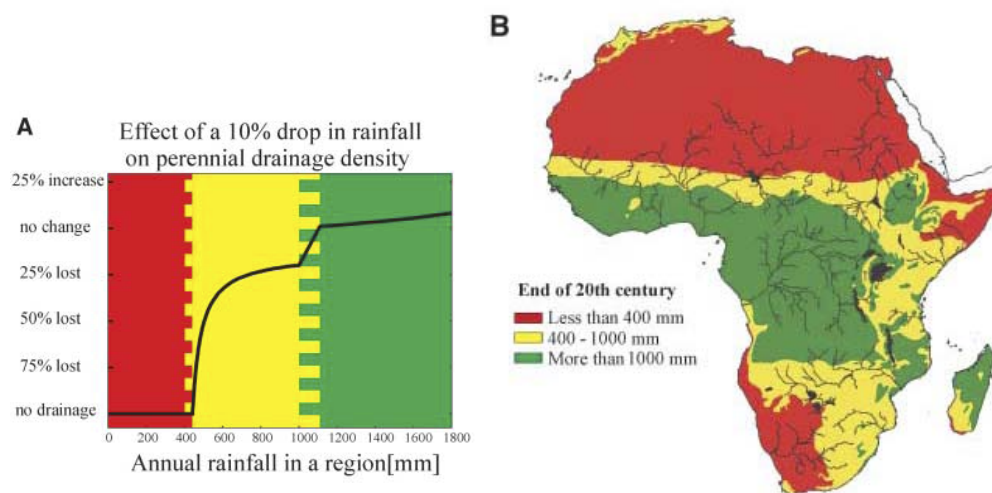 A
Effect of a 10% drop in rainfall
on perennial drainage density
25% increase
no change
25% lost
50% lost
75% lost
no drainage
0 200 400 600 800 1000 1200 1400 1600 1800
Annual rainfall in a region[mm]
B
End of 20th century
Less than 400 mm
400 - 1000 mm
More than 1000 mm